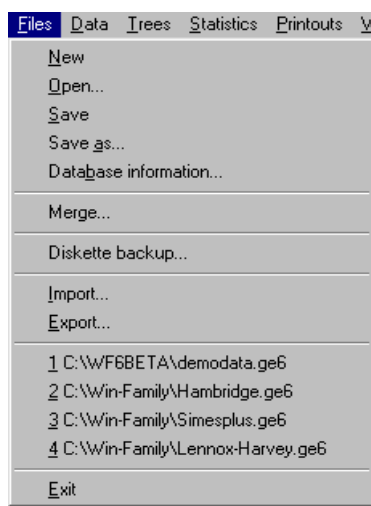 Files Data Trees Statistics Printouts
New
Open...
Save
Save as...
Database information...
Merge...
Diskette backup...
Import...
Export...
1 C:\WF6BETA\demodata.ge6
2 C:\Win-Family\Hambridge.ge6
3 C:\Win-Family\Simesplus.ge6
4 C:\Win-Family\Lennox-Harvey.ge6
Exit